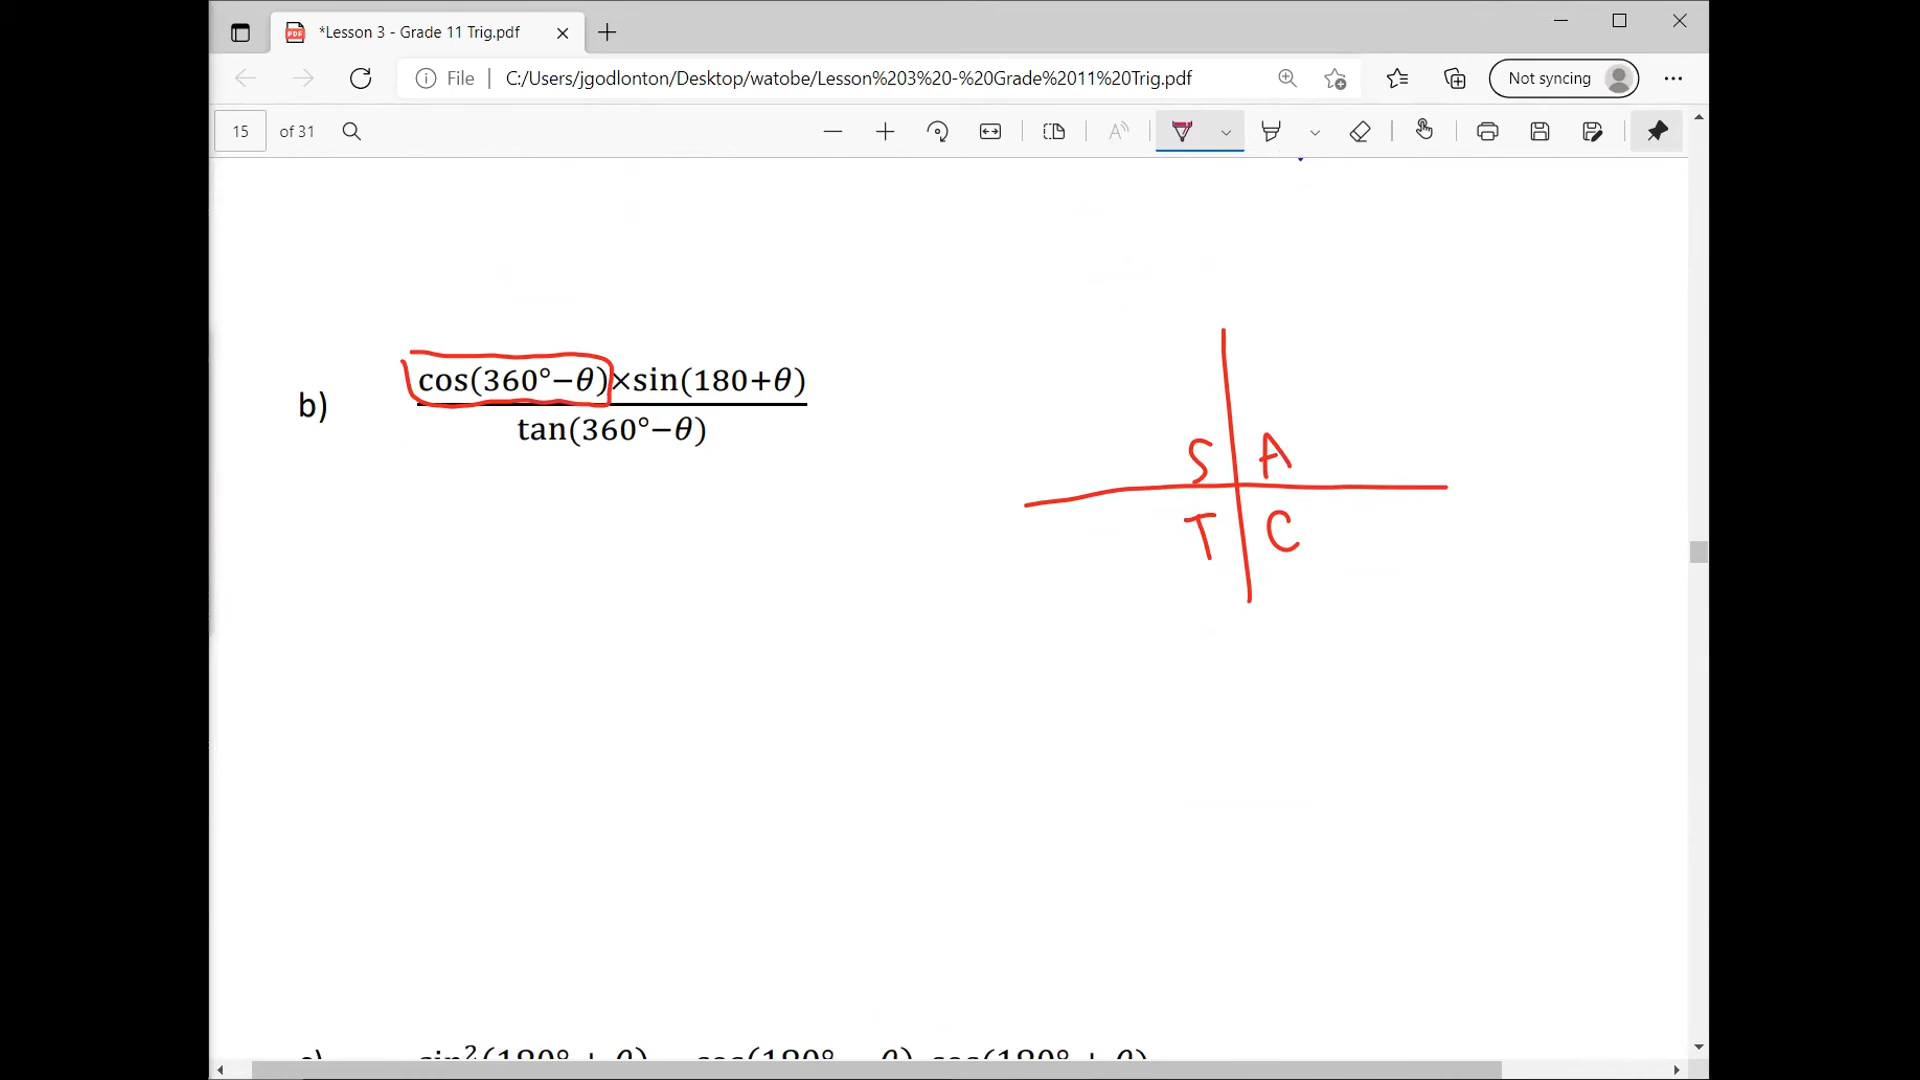 *Lesson 3 - Grade 11 Trig.pdf
File | C:/Users/jgodlonton/Desktop/watobe/Lesson%203%20-%20Grade%2011%20Trig.pdf
Not syncing
15 of 31
b) cos(360°−θ)×sin(180+θ)
tan(360°−θ)
S A
T C